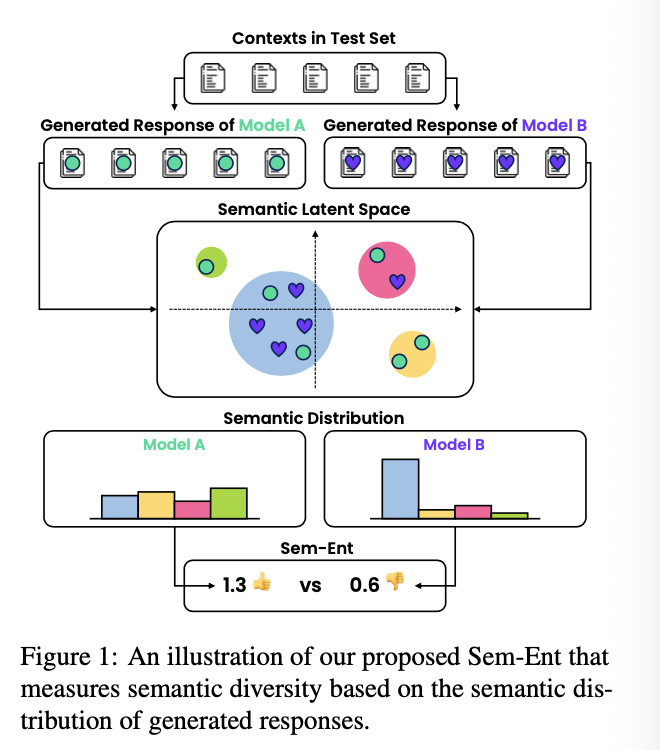 Contexts in Test Set
Generated Response of Model A
Generated Response of Model B
Semantic Latent Space
Semantic Distribution
Model A
Model B
Sem-Ent
1.3 vs 0.6
Figure 1: An illustration of our proposed Sem-Ent that
measures semantic diversity based on the semantic dis-
tribution of generated responses.